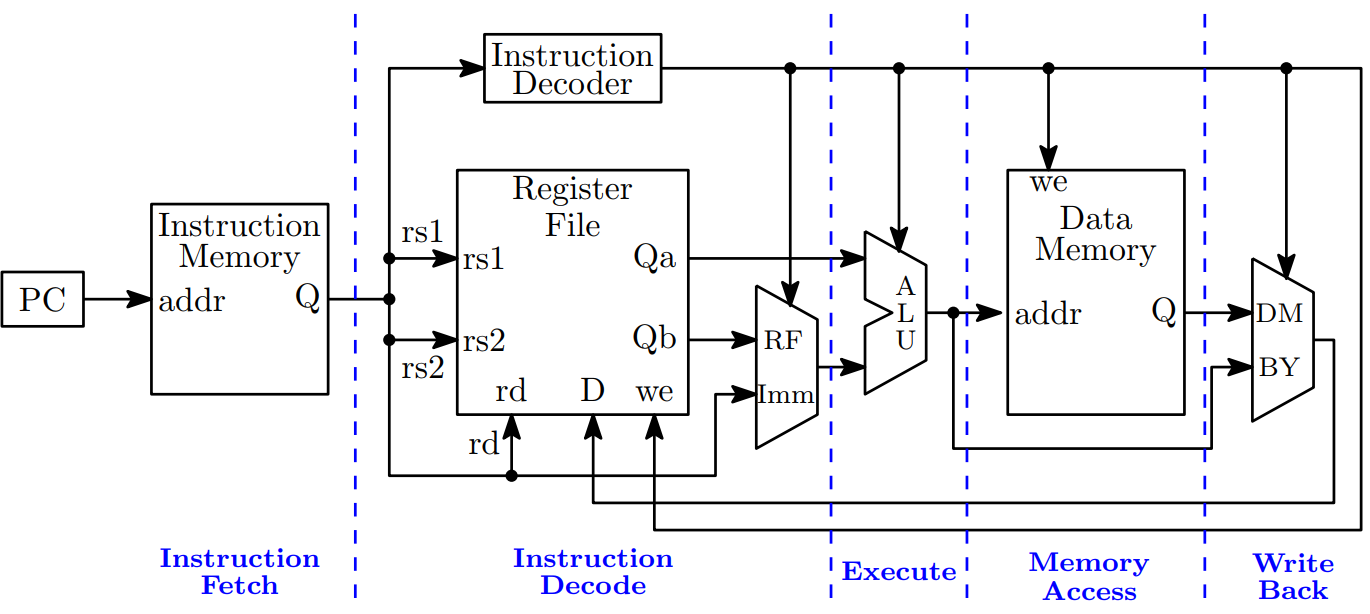 Instruction
Decoder
Register
File
rs1
rs1
Qa
rs2
rs2
Qb
rd
D
we
rd
Instruction
Memory
addr
Q
PC
RF
Imm
A
L
U
we
Data
Memory
addr
Q
DM
BY
Instruction
Fetch
Instruction
Decode
Execute
Memory
Access
Write
Back